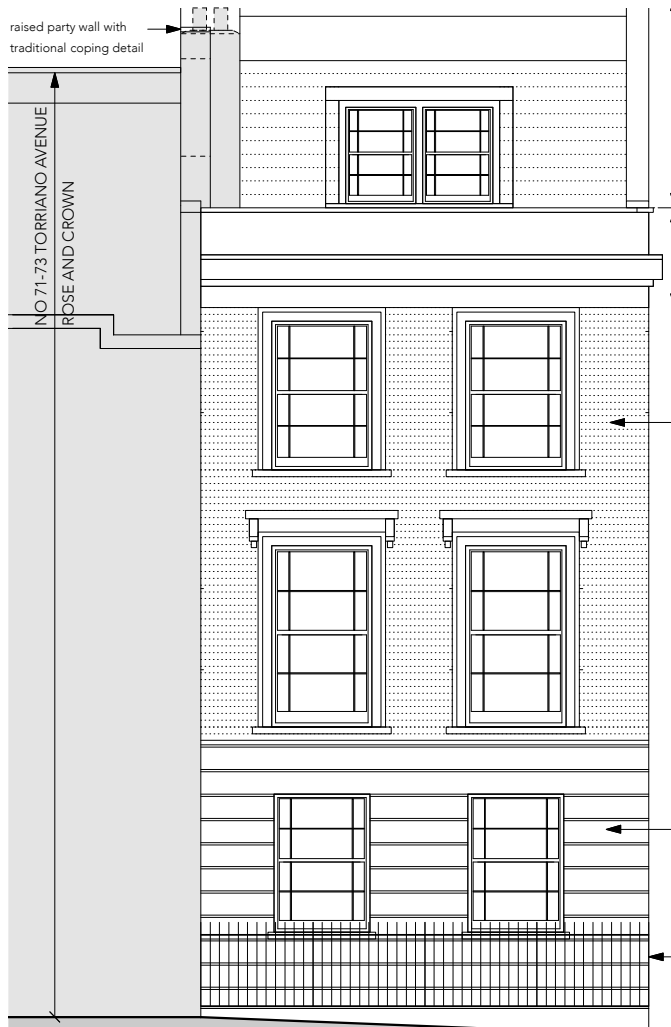 raised party wall with
traditional coping detail
NO 71-73 TORRIANO AVENUE
ROSE AND CROWN